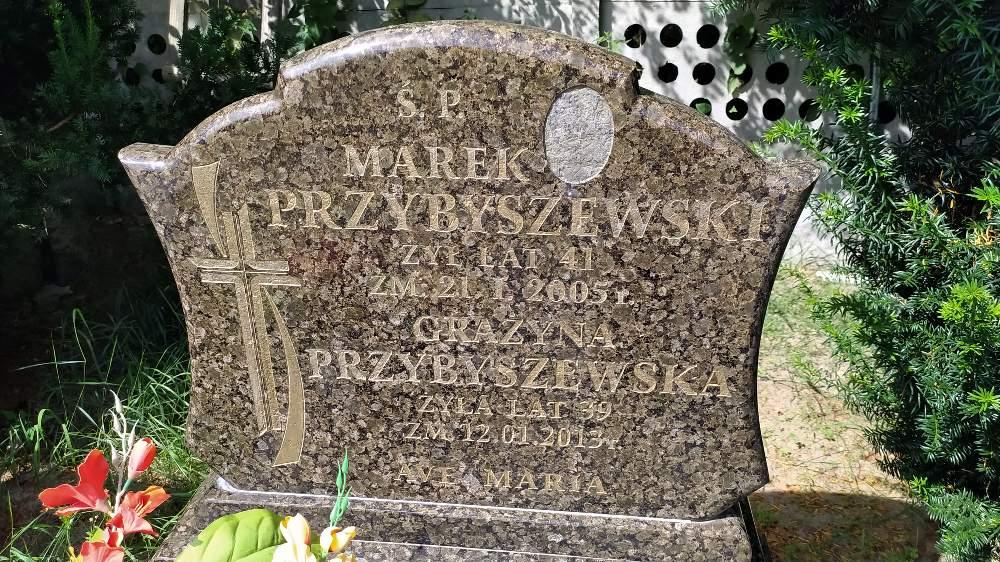 Ś. P.
MAREK
PRZYBYSZEWSKI
ŻYŁ LAT 41
ZM. 21. 1. 2005 r.
GRAŻYNA
PRZYBYSZEWSKA
ŻYŁA LAT 39
ZM. 12.01.2013 r.
AVE MARIA